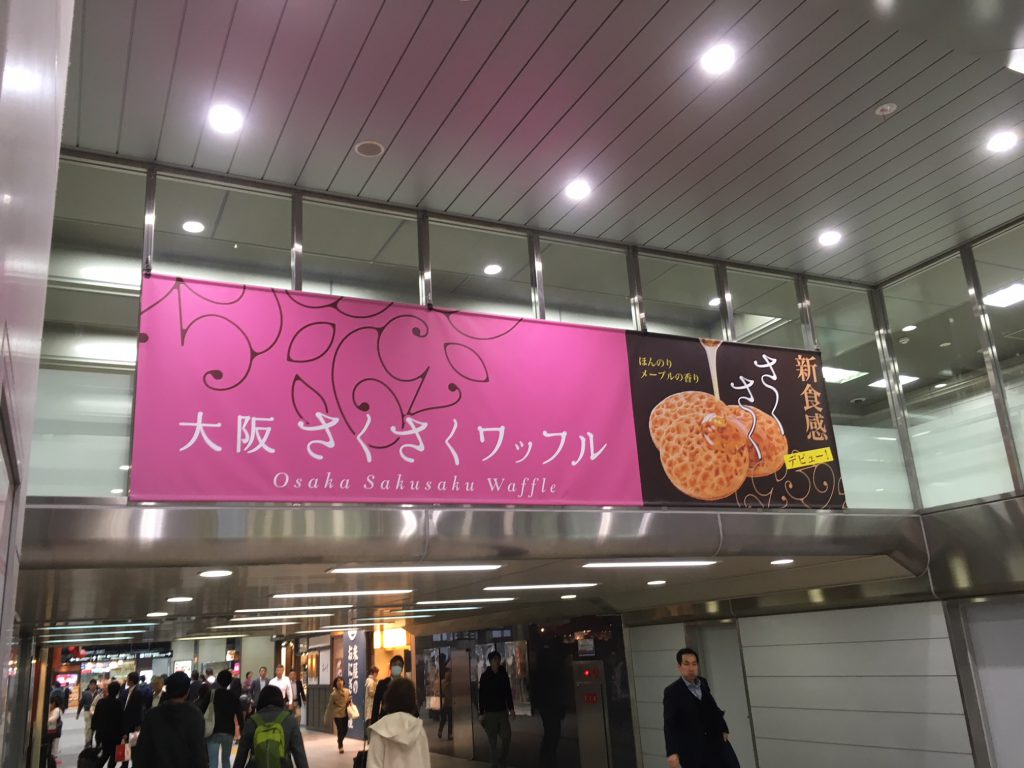 大阪 さくさくワッフル
Osaka Sakusaku Waffle
ほんのり
メープルの香り
さくさく
新食感
デビュー!